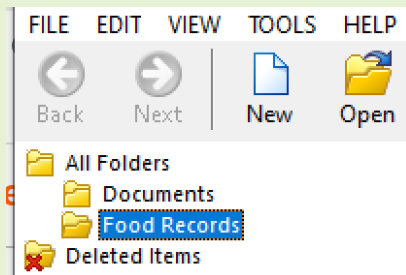 FILE EDIT VIEW TOOLS HELP
Back Next New Open
All Folders
Documents
Food Records
Deleted Items